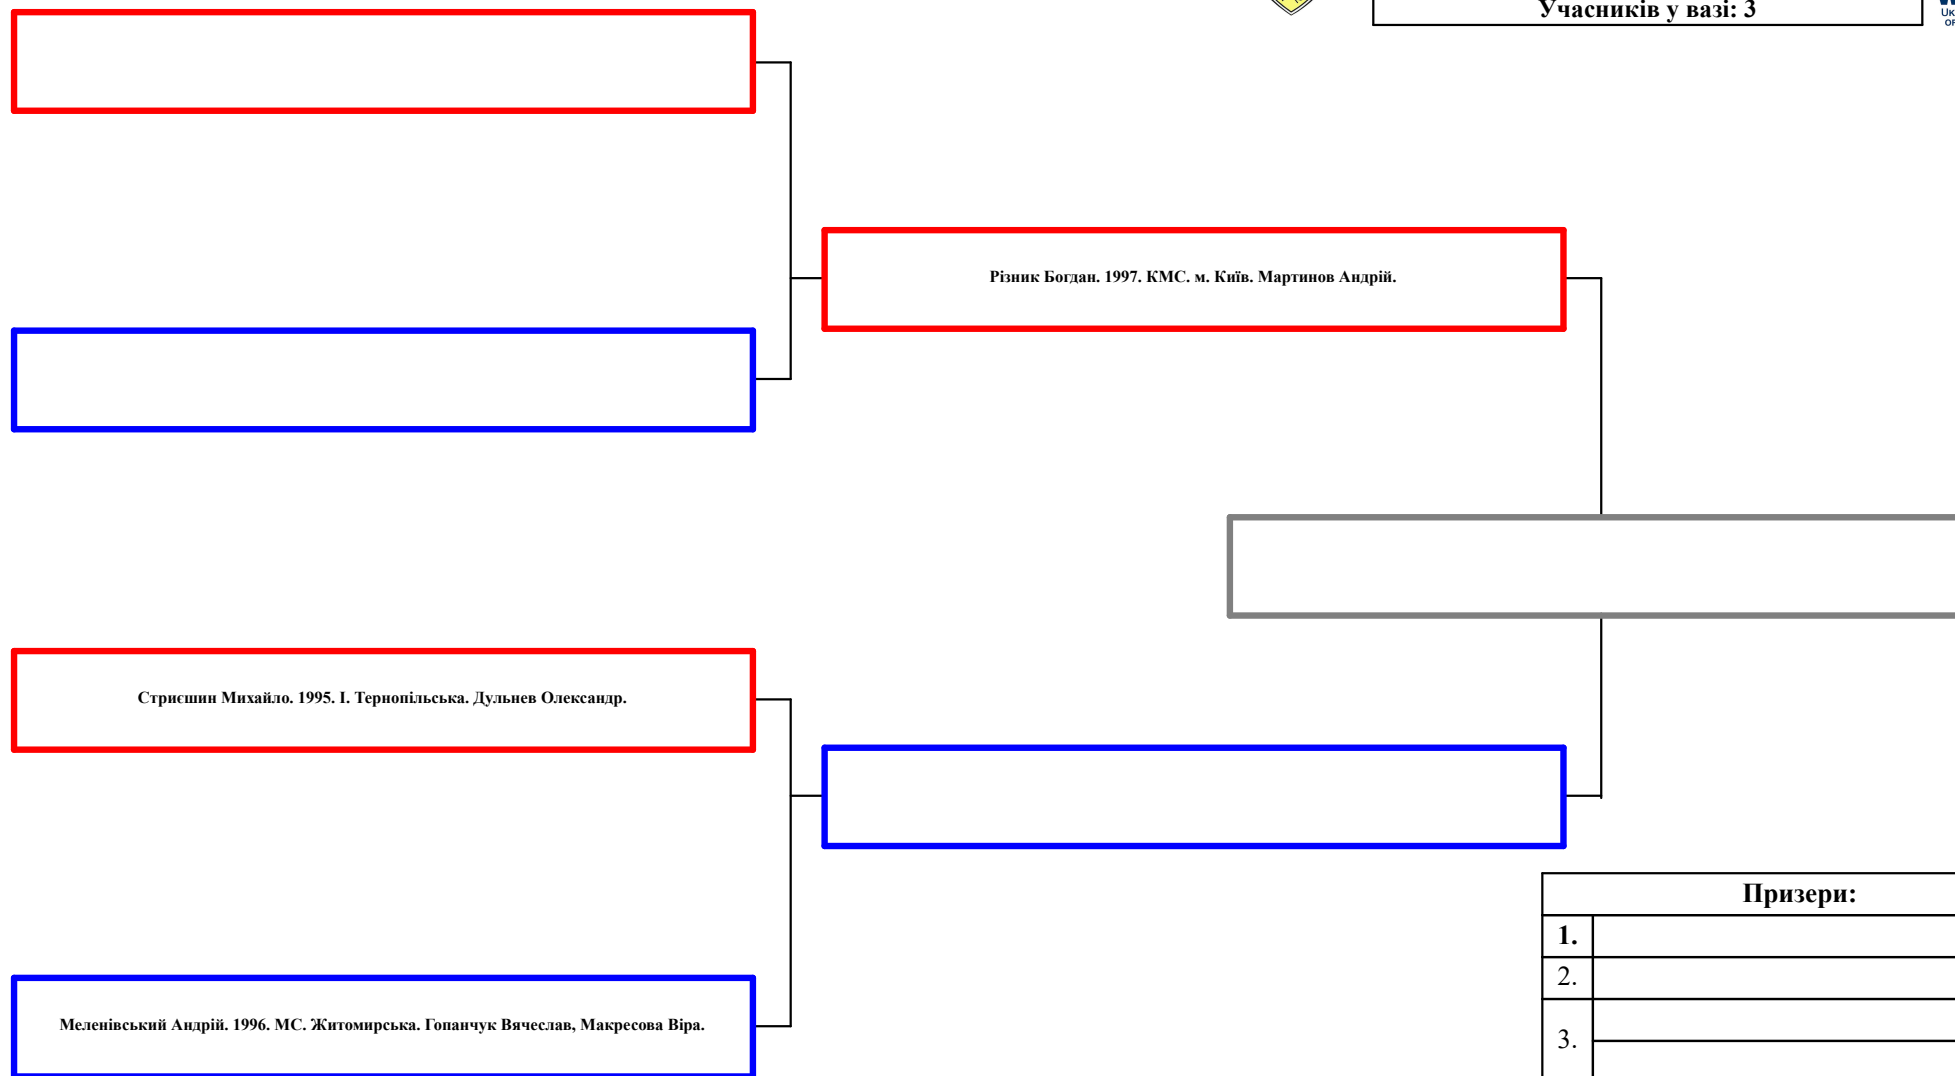 Учасників у вазі: 3
Різник Богдан. 1997. КМС. м. Київ. Мартинов Андрій.
Стриєшин Михайло. 1995. І. Тернопільська. Дульнев Олександр.
Меленівський Андрій. 1996. МС. Житомирська. Гопанчук Вячеслав, Макресова Віра.
Призери:
1.
2.
3.